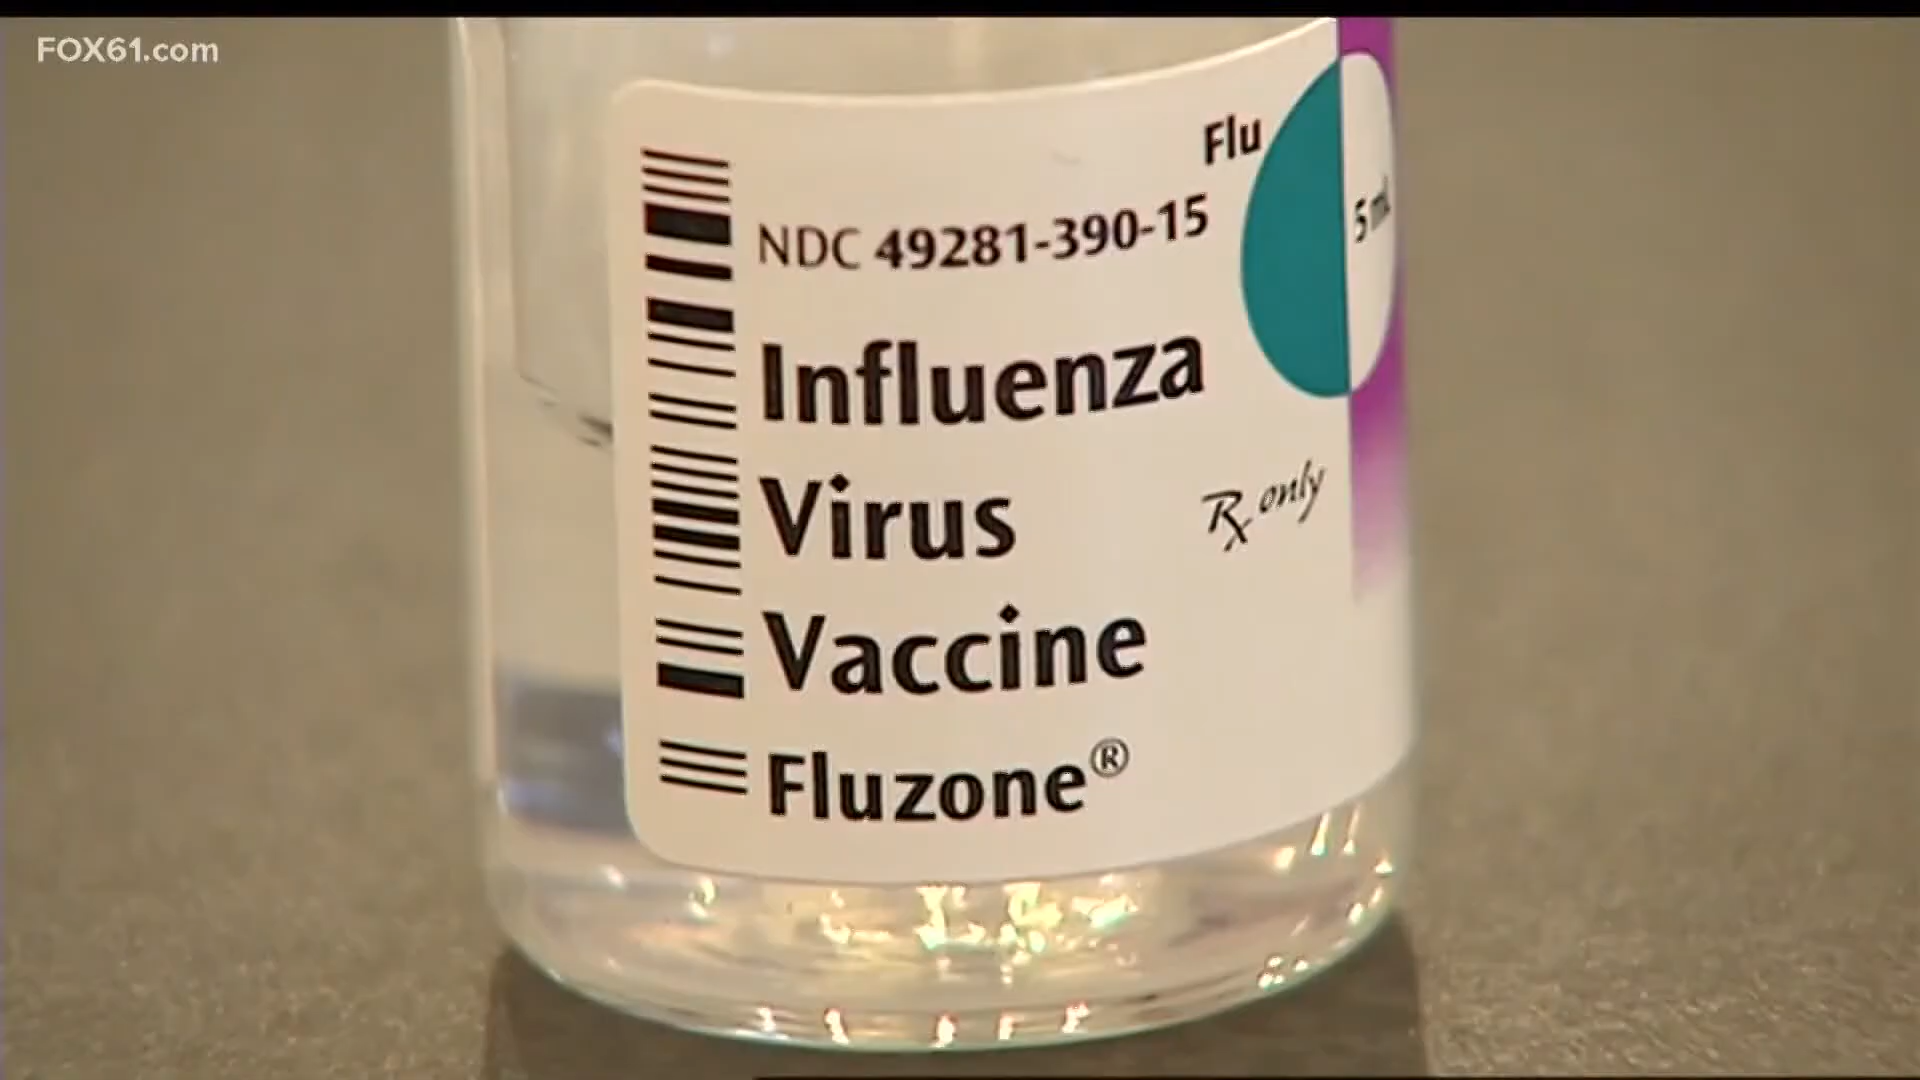 FOX61.com
Flu
5 mL
NDC 49281-390-15
Influenza
Virus
Rx only
Vaccine
Fluzone®